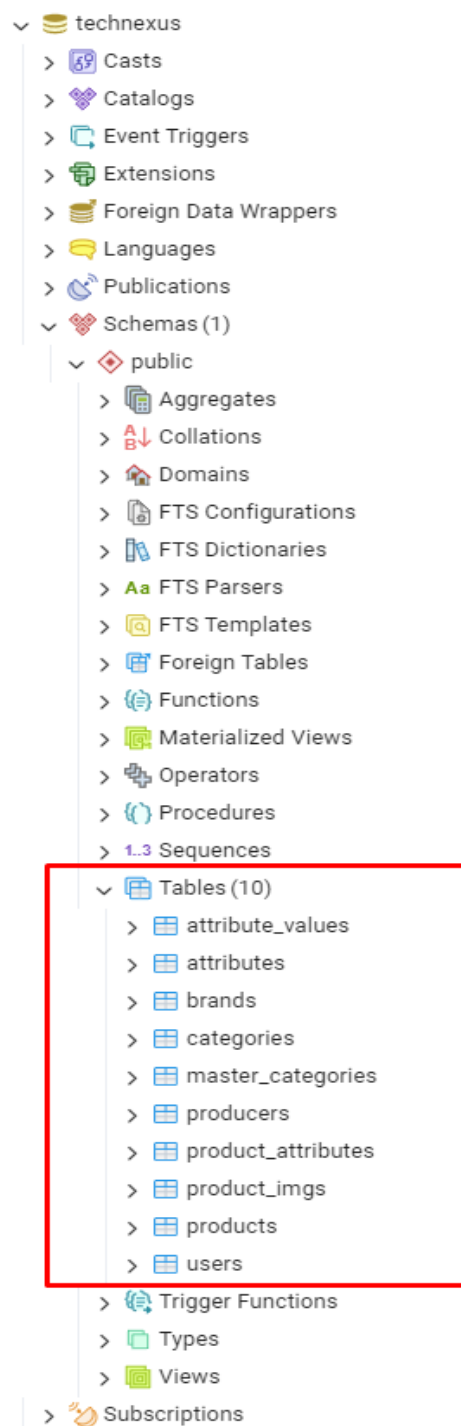 technexus
Casts
Catalogs
Event Triggers
Extensions
Foreign Data Wrappers
Languages
Publications
Schemas (1)
public
Aggregates
Collations
Domains
FTS Configurations
FTS Dictionaries
Aa FTS Parsers
FTS Templates
Foreign Tables
Functions
Materialized Views
Operators
Procedures
1..3 Sequences
Tables (10)
attribute_values
attributes
brands
categories
master_categories
producers
product_attributes
product_imgs
products
users
Trigger Functions
Types
Views
Subscriptions